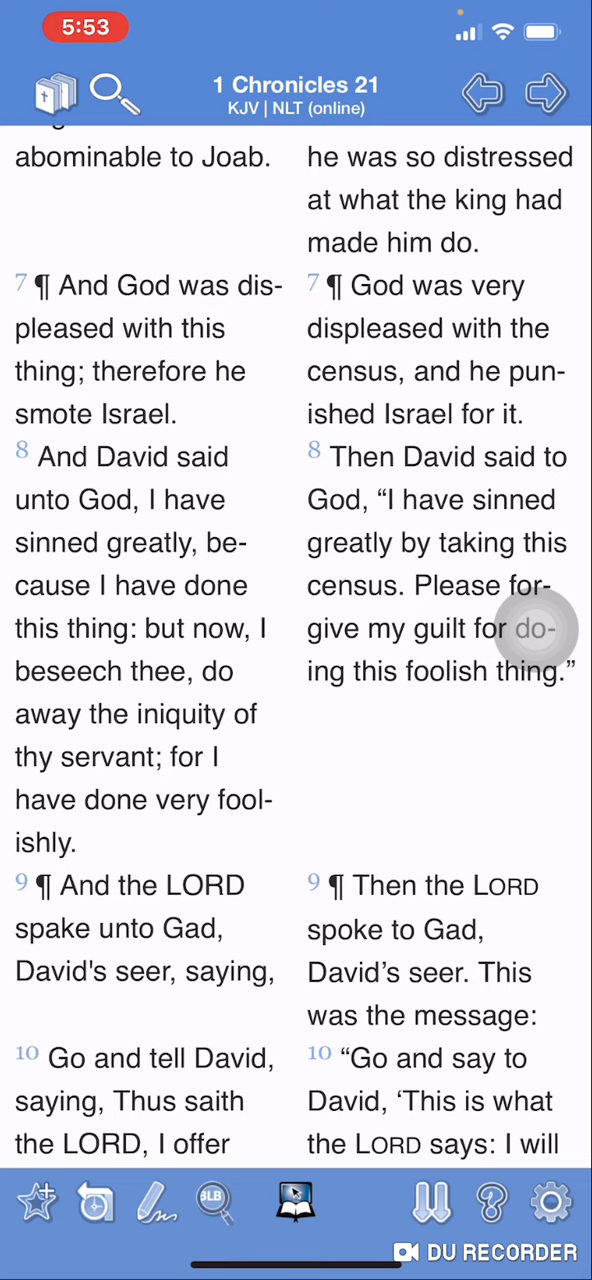 5:53
1 Chronicles 21
KJV | NLT (online)
abominable to Joab.
7 ¶ And God was dis-
pleased with this
thing; therefore he
smote Israel.
8 And David said
unto God, I have
sinned greatly, be-
cause I have done
this thing: but now, I
beseech thee, do
away the iniquity of
thy servant; for I
have done very fool-
ishly.
9 ¶ And the LORD
spake unto Gad,
David's seer, saying,
10 Go and tell David,
saying, Thus saith
the LORD, I offer
he was so distressed
at what the king had
made him do.
7 ¶ God was very
displeased with the
census, and he pun-
ished Israel for it.
8 Then David said to
God, “I have sinned
greatly by taking this
census. Please for-
give my guilt for do-
ing this foolish thing.”
9 ¶ Then the LORD
spoke to Gad,
David’s seer. This
was the message:
10 “Go and say to
David, ‘This is what
the LORD says: I will
BLB
DU RECORDER